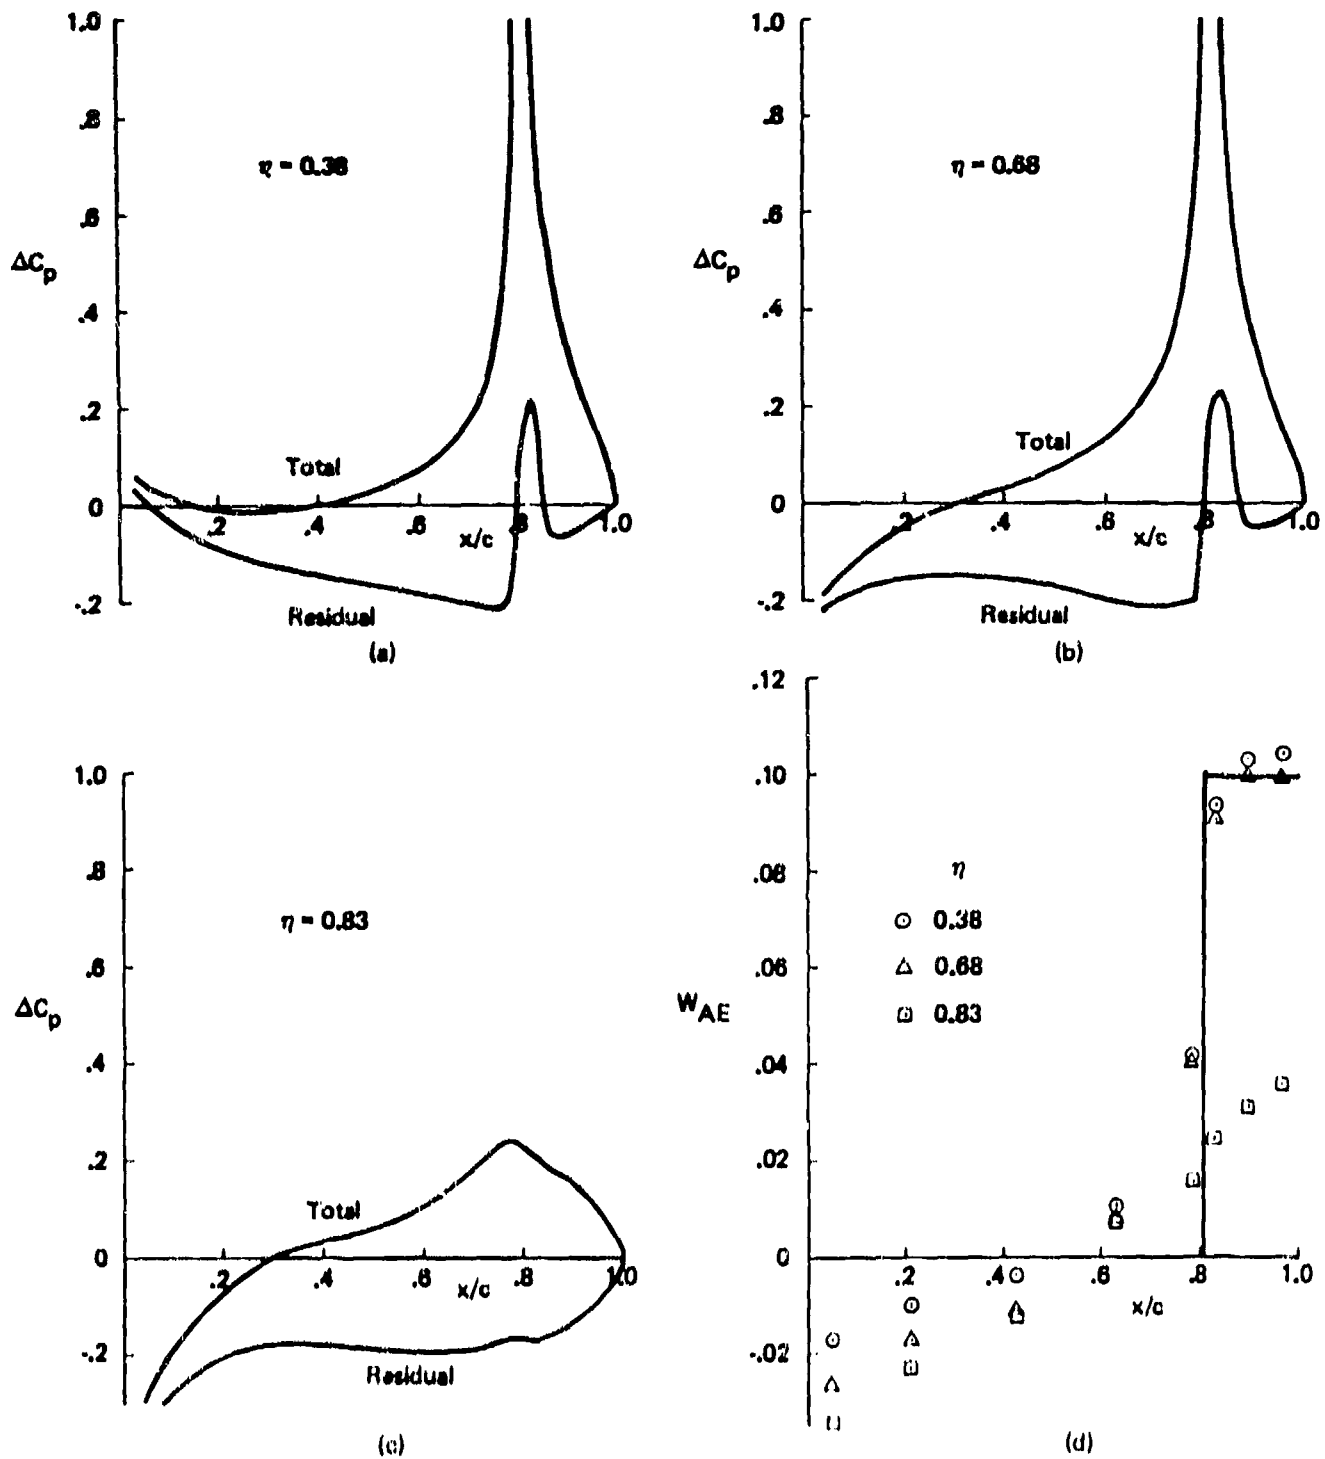 1.0
.8
η = 0.38
.6
ΔCp
.4
.2
Total
0
.2
.4
.6
.8
1.0
x/c
-.2
Residual
(a)
1.0
.8
η = 0.68
.6
ΔCp
.4
.2
Total
0
.2
.4
.6
.8
1.0
x/c
-.2
Residual
(b)
1.0
.8
η = 0.83
.6
ΔCp
.4
.2
Total
0
.2
.4
.6
.8
1.0
x/c
-.2
Residual
(c)
.12
.10
.08
η
0.38
.06
0.68
WAE
0.83
.04
.02
0
.2
.4
.6
.8
1.0
x/c
-.02
(d)